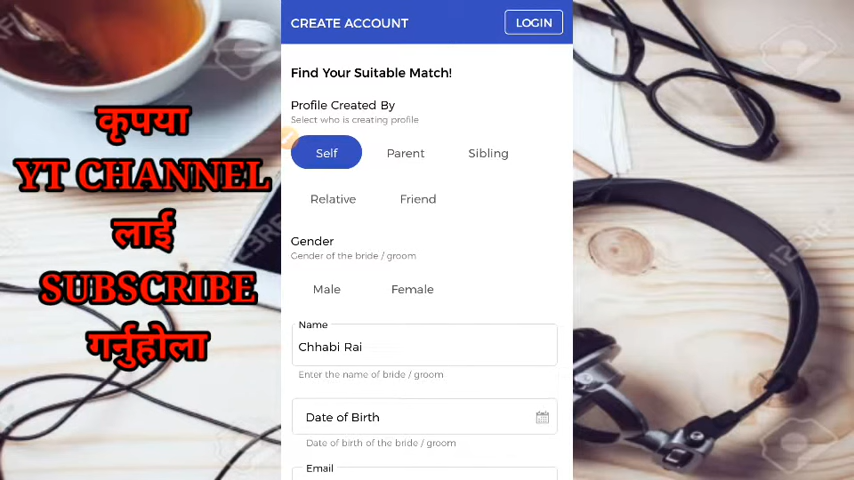 कृपया
YT CHANNEL
लाई
SUBSCRIBE
गर्नुहोला
CREATE ACCOUNT
LOGIN
Find Your Suitable Match!
Profile Created By
Select who is creating profile
Self Parent Sibling
Relative Friend
Gender
Gender of the bride / groom
Male Female
Name
Chhabi Rai
Enter the name of bride / groom
Date of Birth
Date of birth of the bride / groom
Email